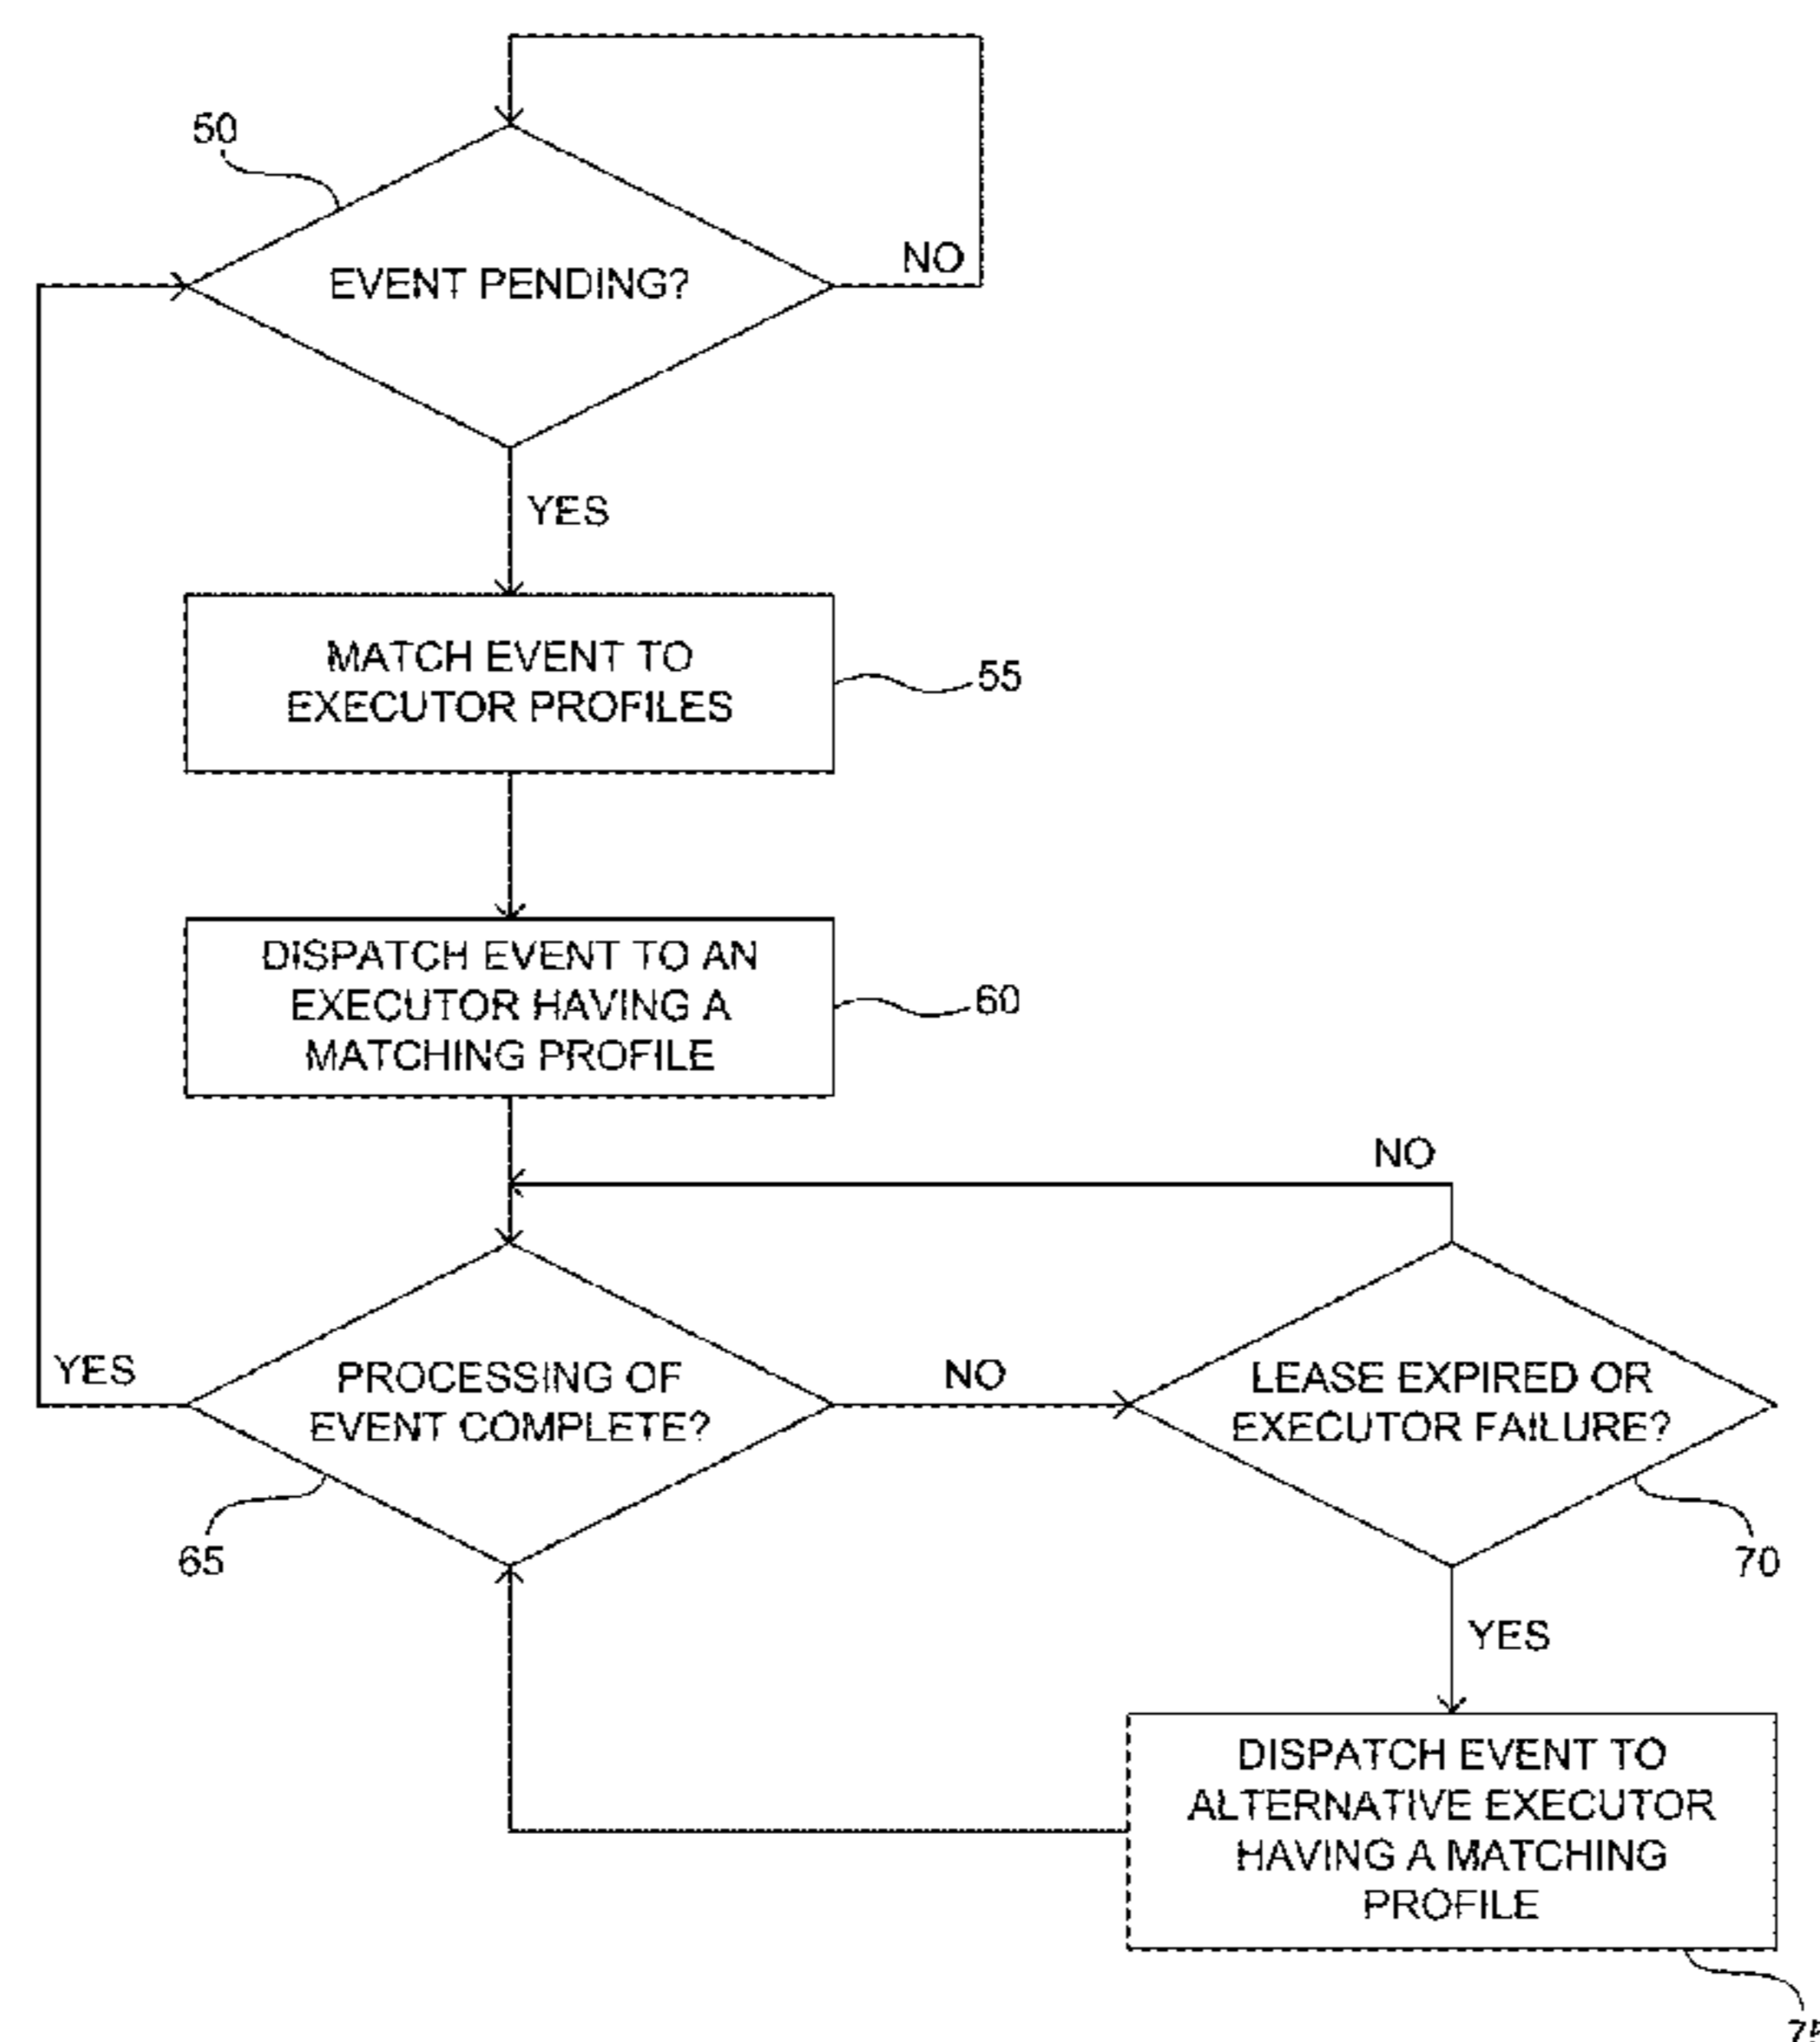 50
NO
EVENT PENDING?
YES
MATCH EVENT TO
EXECUTOR PROFILES
55
DISPATCH EVENT TO AN
EXECUTOR HAVING A
MATCHING PROFILE
60
NO
YES
PROCESSING OF
EVENT COMPLETE?
NO
LEASE EXPIRED OR
EXECUTOR FAILURE?
65
70
YES
DISPATCH EVENT TO
ALTERNATIVE EXECUTOR
HAVING A MATCHING
PROFILE
75